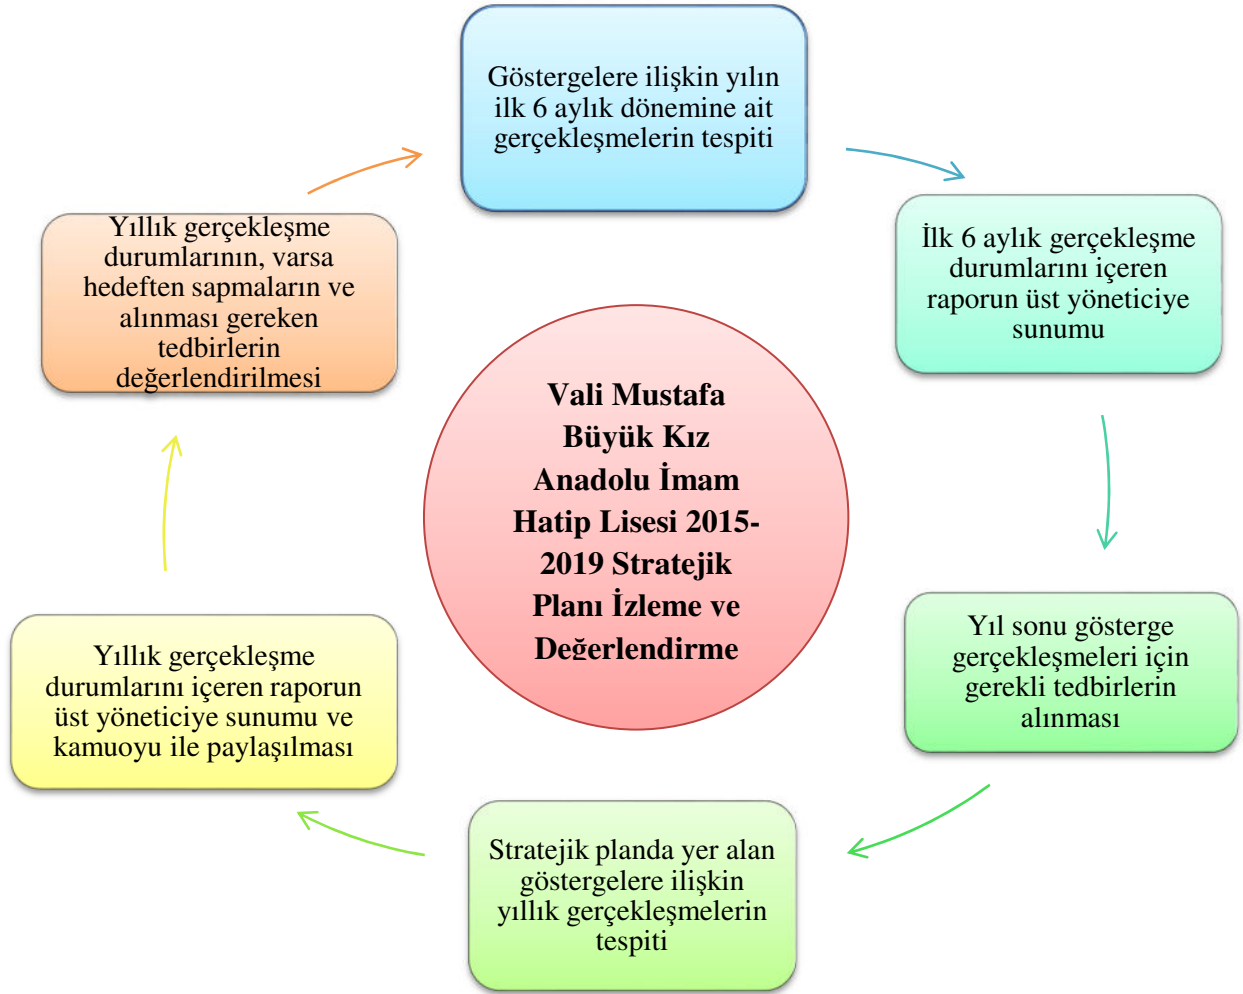 Göstergelere ilişkin yılın
ilk 6 aylık dönemine ait
gerçekleşmelerin tespiti
İlk 6 aylık gerçekleşme
durumlarını içeren
raporun üst yöneticiye
sunumu
Yıl sonu gösterge
gerçekleşmeleri için
gerekli tedbirlerin
alınması
Stratejik planda yer alan
göstergelere ilişkin
yıllık gerçekleşmelerin
tespiti
Yıllık gerçekleşme
durumlarını içeren raporun
üst yöneticiye sunumu ve
kamuoyu ile paylaşılması
Yıllık gerçekleşme
durumlarının, varsa
hedeften sapmaların ve
alınması gereken
tedbirlerin
değerlendirilmesi
Vali Mustafa
Büyük Kız
Anadolu İmam
Hatip Lisesi 2015-
2019 Stratejik
Planı İzleme ve
Değerlendirme